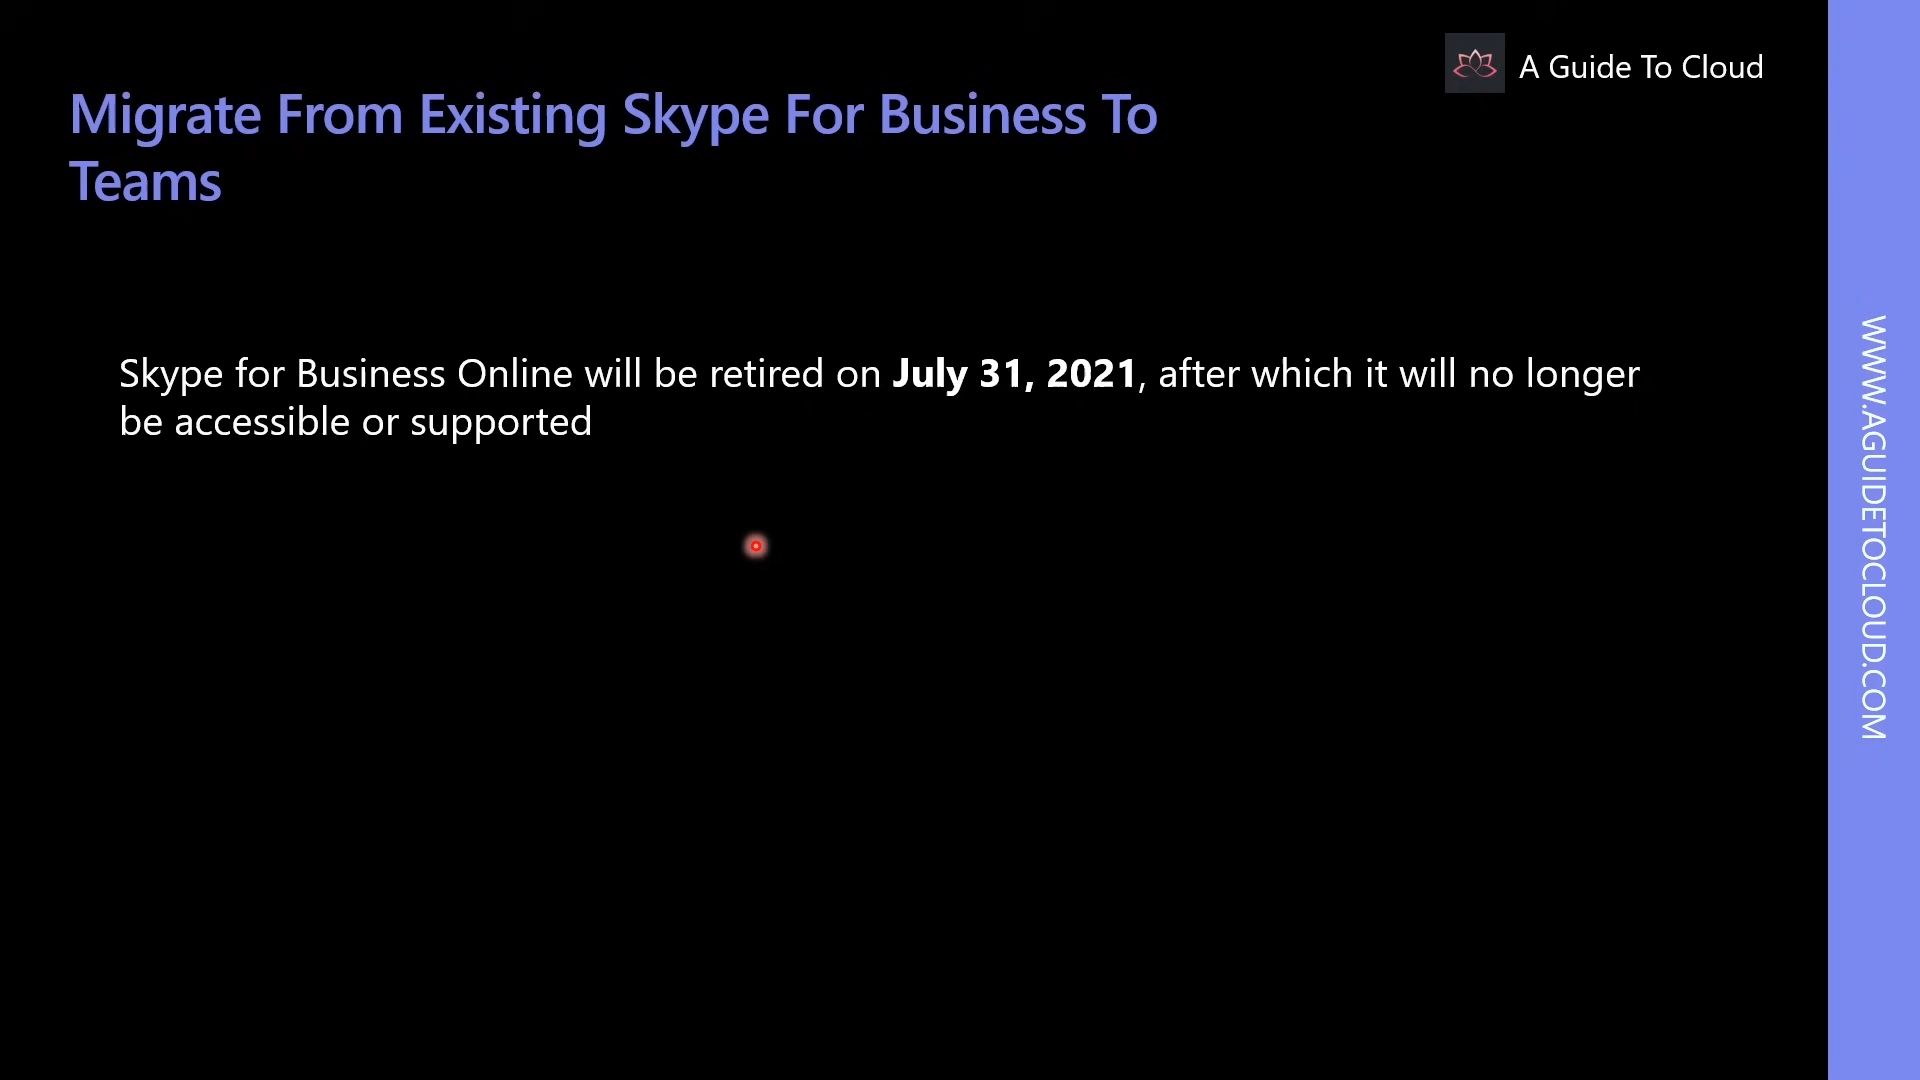 A Guide To Cloud
Migrate From Existing Skype For Business To
Teams
Skype for Business Online will be retired on July 31, 2021, after which it will no longer
be accessible or supported
WWW.AGUIDETOCLOUD.COM